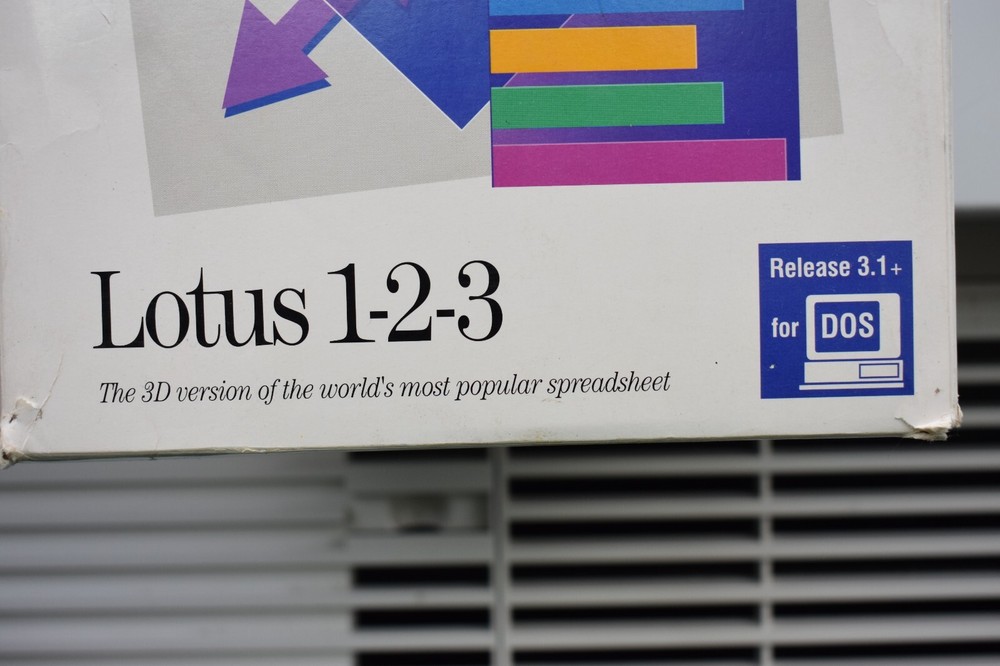 Lotus 1-2-3
The 3D version of the world's most popular spreadsheet
Release 3.1+
for DOS